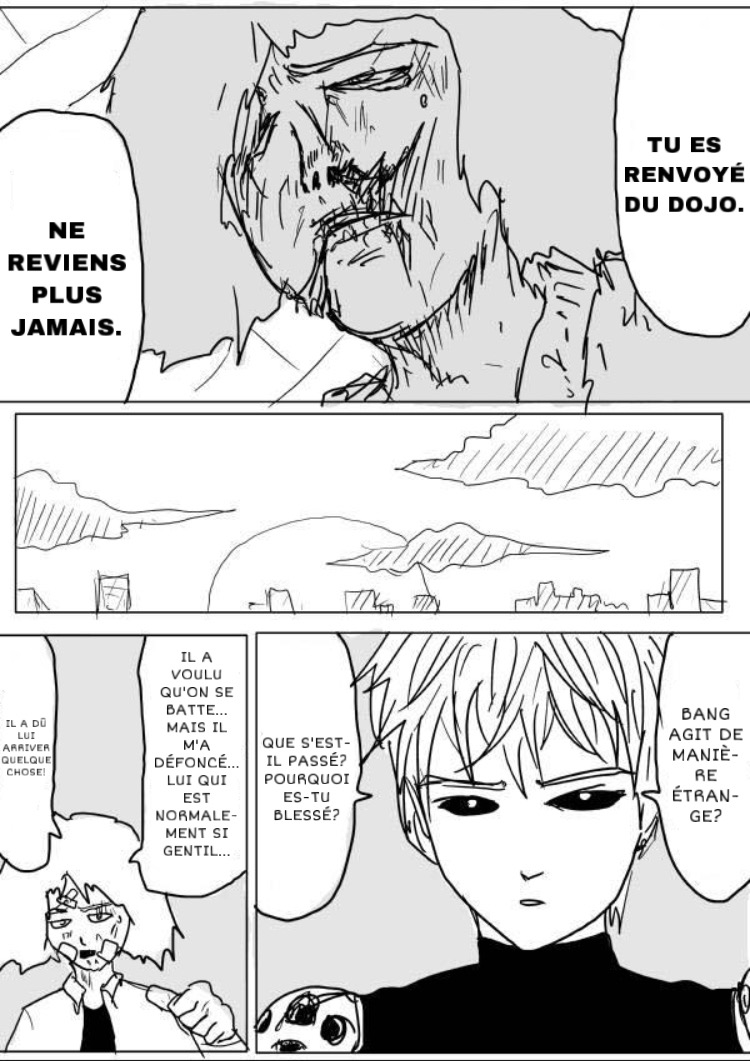 TU ES
RENVOYÉ
DU DOJO.
NE
REVIENS
PLUS
JAMAIS.
BANG
AGIT DE
MANIÈ-
RE
ÉTRAN-
GE?
QUE S'EST-
IL PASSÉ?
POURQUOI
ES-TU
BLESSÉ?
IL A
VOULU
QU'ON SE
BATTE...
MAIS IL
M'A
DÉFONCÉ...
LUI QUI
EST
NORMALE-
MENT SI
GENTIL...
IL A DÛ
LUI
ARRIVER
QUELQUE
CHOSE!